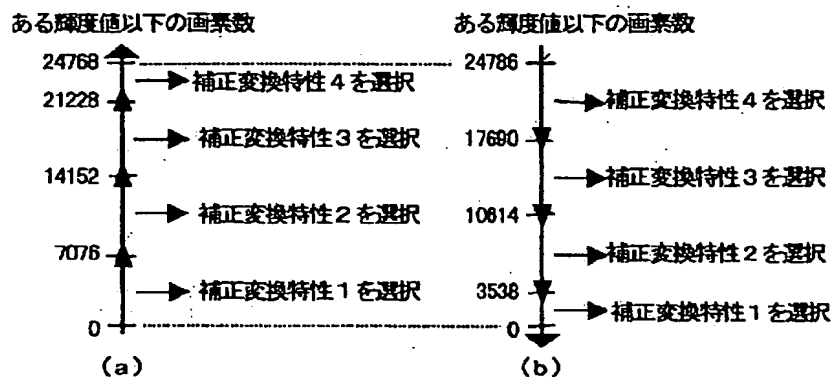 ある輝度値以下の画素数
24768
補正変換特性4を選択
21228
補正変換特性3を選択
14152
補正変換特性2を選択
7076
補正変換特性1を選択
0
(a)
ある輝度値以下の画素数
24786
補正変換特性4を選択
17690
補正変換特性3を選択
10614
補正変換特性2を選択
3538
補正変換特性1を選択
0
(b)